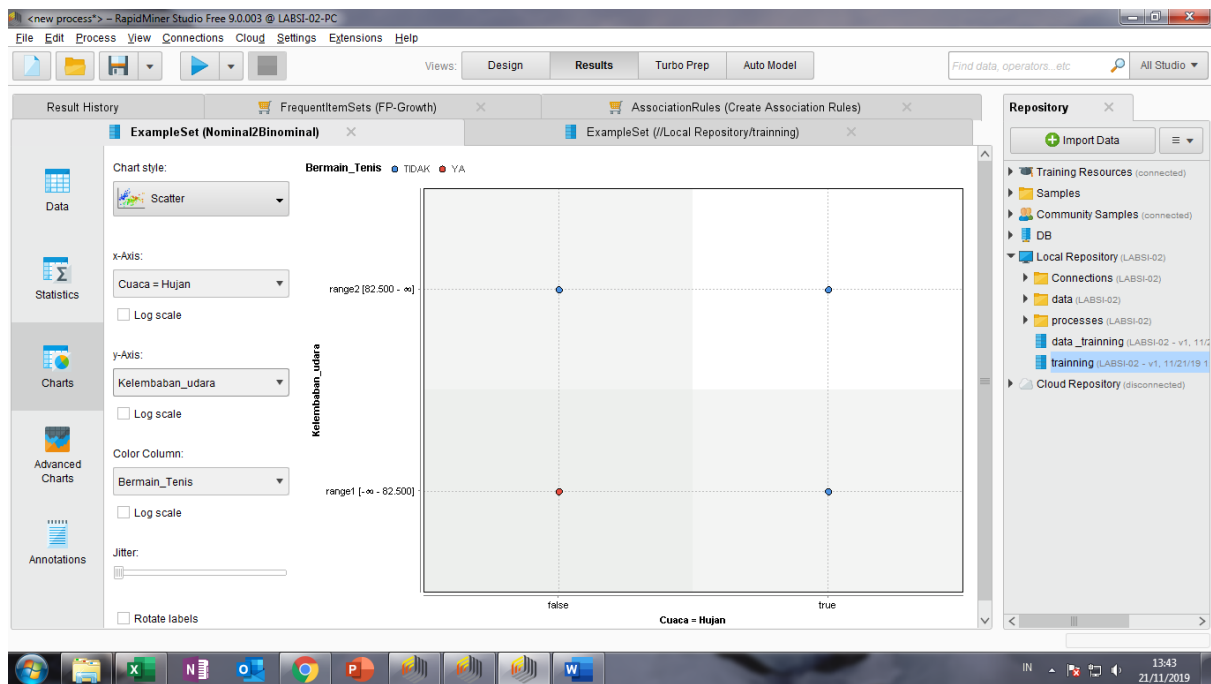 <new process*> – RapidMiner Studio Free 9.0.003 @ LABSI-02-PC
File Edit Process View Connections Cloud Settings Extensions Help
Views: Design Results Turbo Prep Auto Model
Find data, operators...etc
All Studio
Result History
FrequentItemSets (FP-Growth)
AssociationRules (Create Association Rules)
ExampleSet (Nominal2Binominal)
ExampleSet (//Local Repository/trainning)
Data
Statistics
Charts
Advanced
Charts
Annotations
Chart style:
Scatter
x-Axis:
Cuaca = Hujan
Log scale
y-Axis:
Kelembaban_udara
Log scale
Color Column:
Bermain_Tenis
Log scale
Jitter:
Rotate labels
Bermain_Tenis TIDAK YA
range2 [82.500 - ∞]
Kelembaban_udara
range1 [-∞ - 82.500]
false true
Cuaca = Hujan
Repository
Import Data
Training Resources (connected)
Samples
Community Samples (connected)
DB
Local Repository (LABSI-02)
Connections (LABSI-02)
data (LABSI-02)
processes (LABSI-02)
data _trainning (LABSI-02 - v1, 11/2
trainning (LABSI-02 - v1, 11/21/19 1
Cloud Repository (disconnected)
IN
13:43
21/11/2019